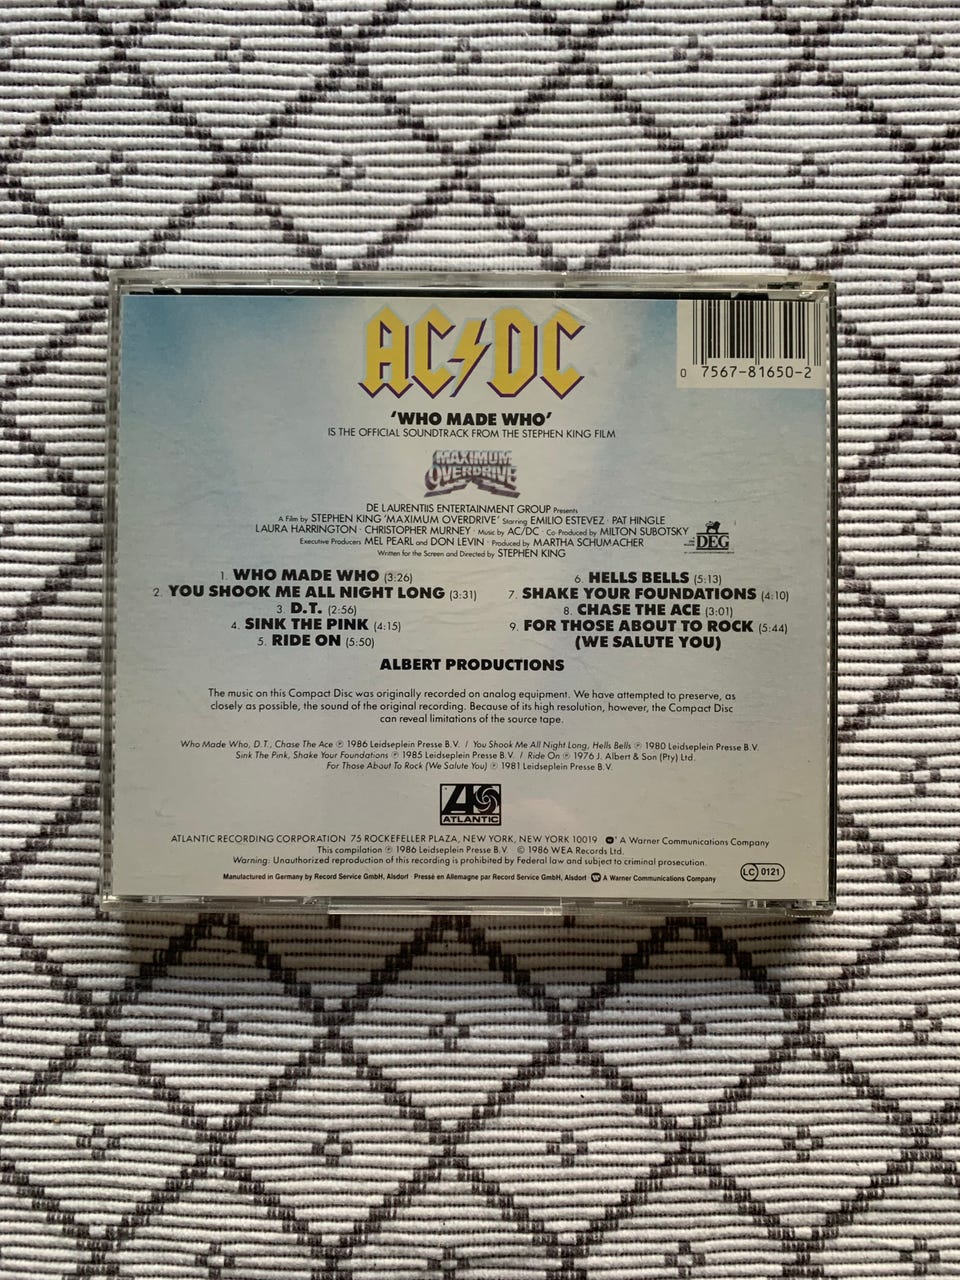 AC/DC
0 7567-81650-2
'WHO MADE WHO'
IS THE OFFICIAL SOUNDTRACK FROM THE STEPHEN KING FILM
MAXIMUM
OVERDRIVE
DE LAURENTIIS ENTERTAINMENT GROUP Presents
A Film by STEPHEN KING 'MAXIMUM OVERDRIVE' Starring EMILIO ESTEVEZ · PAT HINGLE
LAURA HARRINGTON · CHRISTOPHER MURNEY · Music by AC/DC · Co-Produced by MILTON SUBOTSKY
Executive Producers MEL PEARL and DON LEVIN · Produced by MARTHA SCHUMACHER
Written for the Screen and Directed by STEPHEN KING
DEG
1. WHO MADE WHO (3:26)
2. YOU SHOOK ME ALL NIGHT LONG (3:31)
3. D.T. (2:56)
4. SINK THE PINK (4:15)
5. RIDE ON (5:50)
6. HELLS BELLS (5:13)
7. SHAKE YOUR FOUNDATIONS (4:10)
8. CHASE THE ACE (3:01)
9. FOR THOSE ABOUT TO ROCK (5:44)
(WE SALUTE YOU)
ALBERT PRODUCTIONS
The music on this Compact Disc was originally recorded on analog equipment. We have attempted to preserve, as
closely as possible, the sound of the original recording. Because of its high resolution, however, the Compact Disc
can reveal limitations of the source tape.
Who Made Who, D.T., Chase The Ace ℗ 1986 Leidseplein Presse B.V. / You Shook Me All Night Long, Hells Bells ℗ 1980 Leidseplein Presse B.V.
Sink The Pink, Shake Your Foundations ℗ 1985 Leidseplein Presse B.V. / Ride On ℗ 1976 J. Albert & Son (Pty) Ltd.
For Those About To Rock (We Salute You) ℗ 1981 Leidseplein Presse B.V.
ATLANTIC
ATLANTIC RECORDING CORPORATION 75 ROCKEFELLER PLAZA, NEW YORK, NEW YORK 10019 A Warner Communications Company
This compilation ℗ 1986 Leidseplein Presse B.V. © 1986 WEA Records Ltd.
Warning: Unauthorized reproduction of this recording is prohibited by Federal law and subject to criminal prosecution.
Manufactured in Germany by Record Service GmbH, Alsdorf · Pressé en Allemagne par Record Service GmbH, Alsdorf A Warner Communications Company
LC 0121